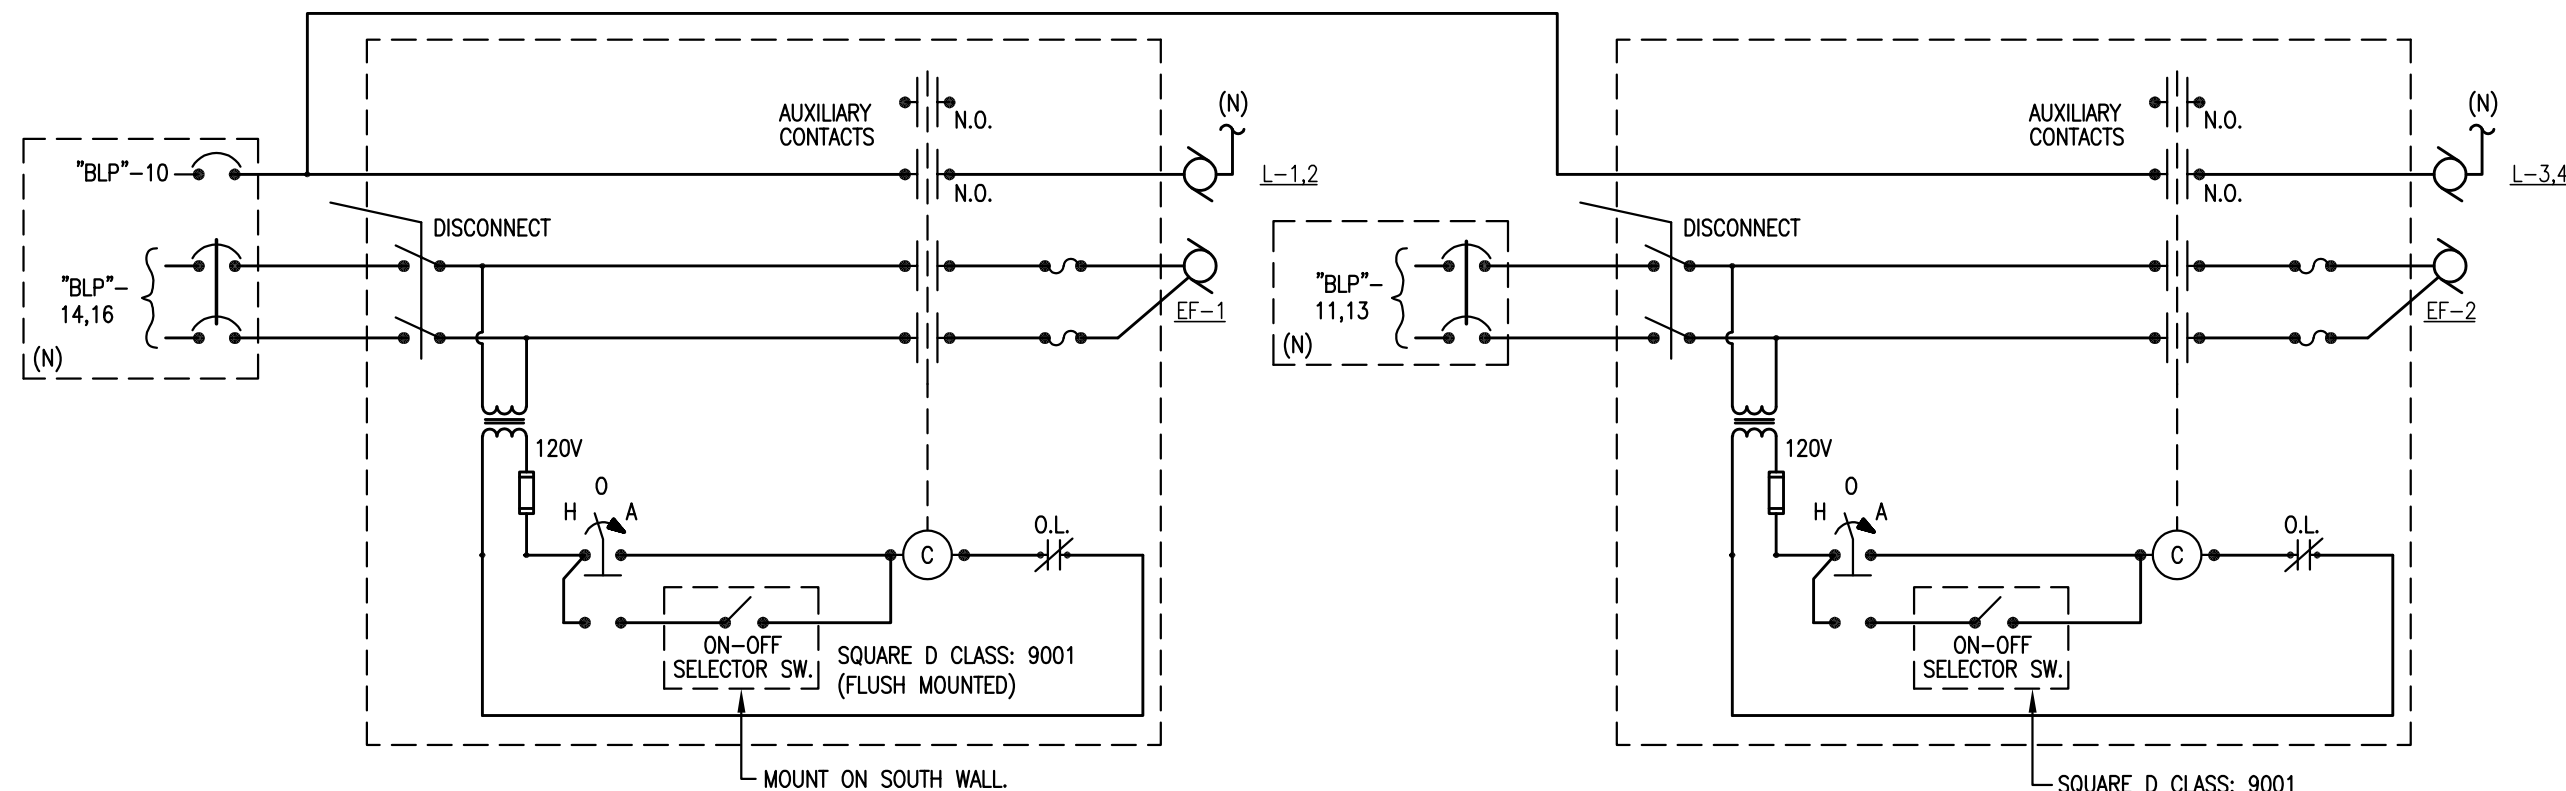 "BLP"-10
"BLP"-
14,16
(N)
DISCONNECT
AUXILIARY
CONTACTS
N.O.
N.O.
(N)
L-1,2
EF-1
120V
H
O
A
C
O.L.
ON-OFF
SELECTOR SW.
SQUARE D CLASS: 9001
(FLUSH MOUNTED)
MOUNT ON SOUTH WALL.
"BLP"-
11,13
(N)
DISCONNECT
AUXILIARY
CONTACTS
N.O.
N.O.
(N)
L-3,4
EF-2
120V
H
O
A
C
O.L.
ON-OFF
SELECTOR SW.
SQUARE D CLASS: 9001